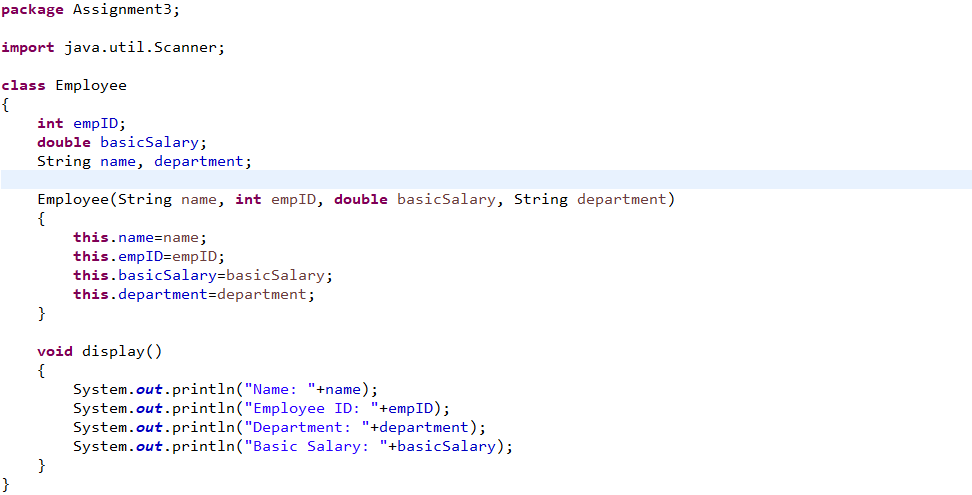 package Assignment3;
import java.util.Scanner;
class Employee
{
    int empID;
    double basicSalary;
    String name, department;
    Employee(String name, int empID, double basicSalary, String department)
    {
        this.name=name;
        this.empID=empID;
        this.basicSalary=basicSalary;
        this.department=department;
    }
    void display()
    {
        System.out.println("Name: "+name);
        System.out.println("Employee ID: "+empID);
        System.out.println("Department: "+department);
        System.out.println("Basic Salary: "+basicSalary);
    }
}